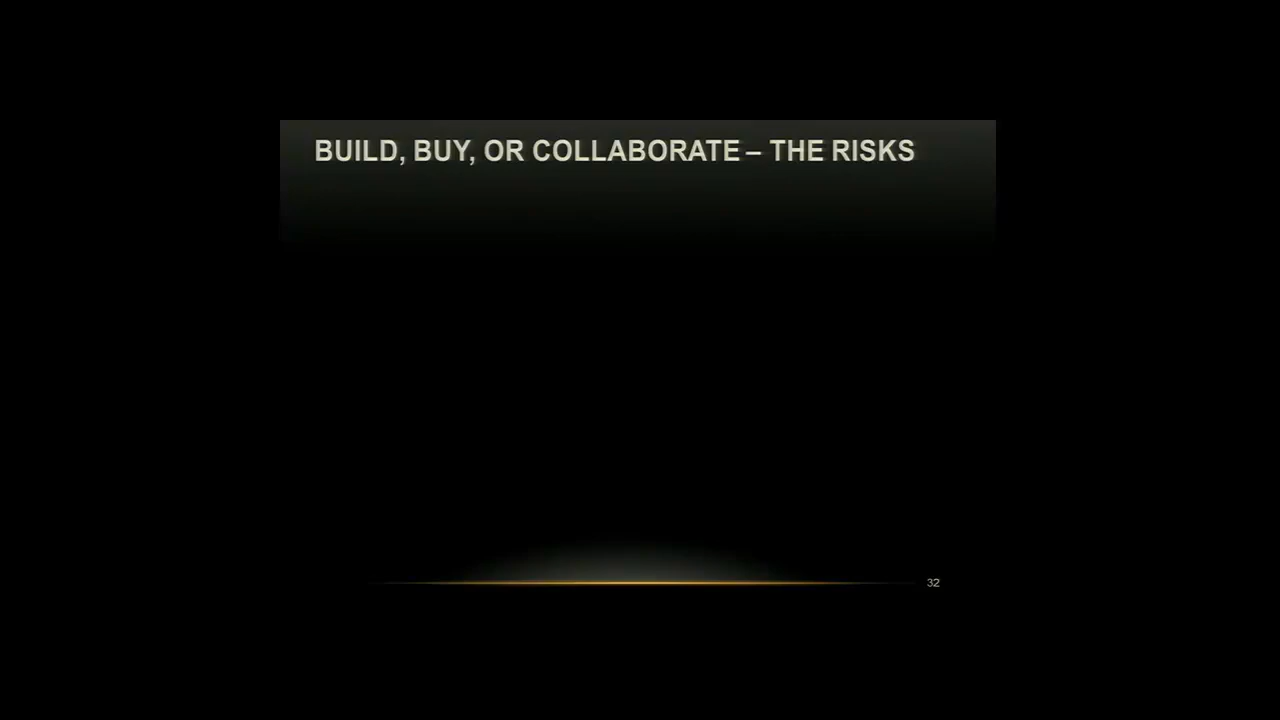 BUILD, BUY, OR COLLABORATE – THE RISKS
32